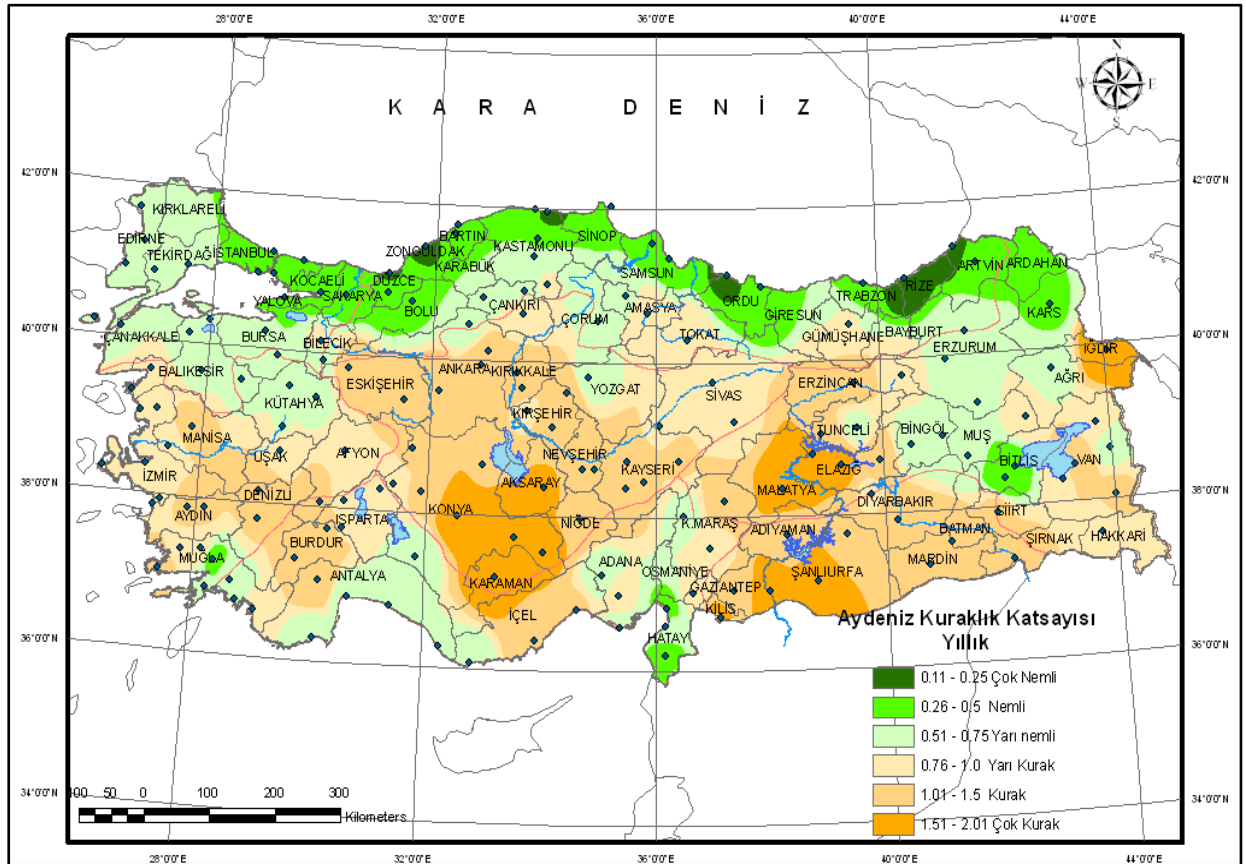 28°0'0"E 32°0'0"E 36°0'0"E 40°0'0"E 44°0'0"E
N
W E
S
K A R A D E N İ Z
42°0'0"N 42°0'0"N
KIRKLARELİ
EDİRNE
TEKİRDAĞ İSTANBUL
ZONGULDAK BARTIN KASTAMONU SİNOP
KARABÜK
KOCAELİ DÜZCE SAMSUN ARTVİN ARDAHAN
YALOVA SAKARYA BOLU ÇANKIRI ORDU TRABZON RİZE
ÇORUM AMASYA GİRESUN KARS
40°0'0"N 40°0'0"N
ÇANAKKALE BURSA BİLECİK TOKAT GÜMÜŞHANE BAYBURT
ERZURUM IĞDIR
BALIKESİR ESKİŞEHİR ANKARA KIRIKKALE AĞRI
KÜTAHYA YOZGAT SİVAS ERZİNCAN
KIRŞEHİR
MANİSA TUNCELİ BİNGÖL MUŞ
UŞAK AFYON NEVŞEHİR KAYSERİ ELAZIĞ BİTLİS VAN
İZMİR
38°0'0"N 38°0'0"N
DENİZLİ AKSARAY MALATYA DİYARBAKIR
AYDIN ISPARTA KONYA NİĞDE K.MARAŞ ADIYAMAN BATMAN SİİRT
BURDUR ŞIRNAK HAKKARİ
MUĞLA ANTALYA ADANA OSMANİYE MARDİN
KARAMAN GAZİANTEP ŞANLIURFA
İÇEL KİLİS
HATAY
36°0'0"N 36°0'0"N
Aydeniz Kuraklık Katsayısı
Yıllık
0.11 - 0.25 Çok Nemli
0.26 - 0.5 Nemli
0.51 - 0.75 Yarı nemli
0.76 - 1.0 Yarı Kurak
1.01 - 1.5 Kurak
1.51 - 2.01 Çok Kurak
34°0'0"N 34°0'0"N
100 50 0 100 200 300
Kilometers
28°0'0"E 32°0'0"E 36°0'0"E 40°0'0"E 44°0'0"E